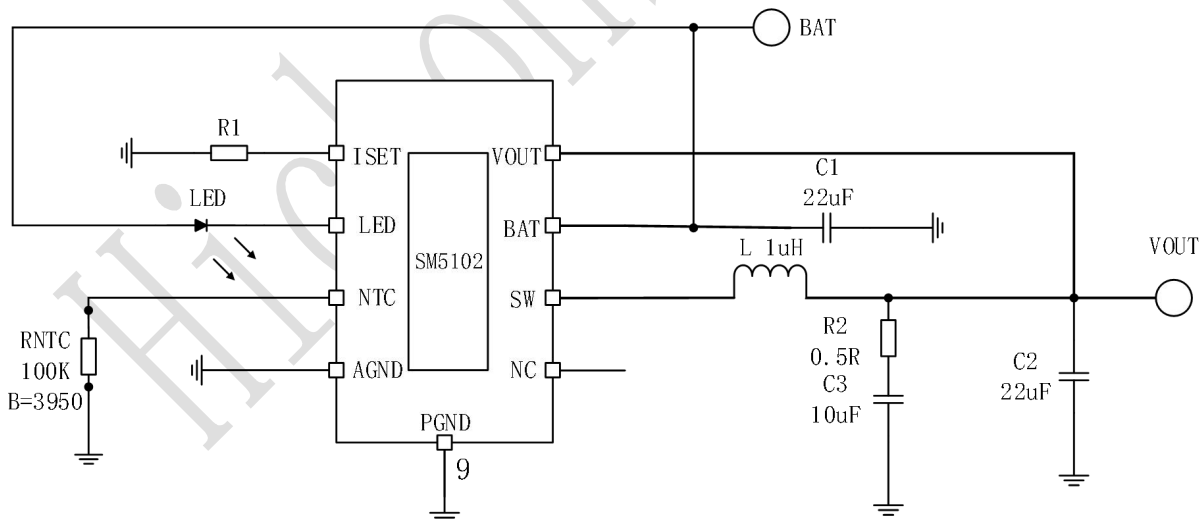 BAT
R1
ISET
VOUT
C1
22uF
LED
LED
BAT
VOUT
SM5102
L 1uH
NTC
SW
RNTC
100K
B=3950
R2
0.5R
C3
10uF
C2
22uF
AGND
NC
PGND
9